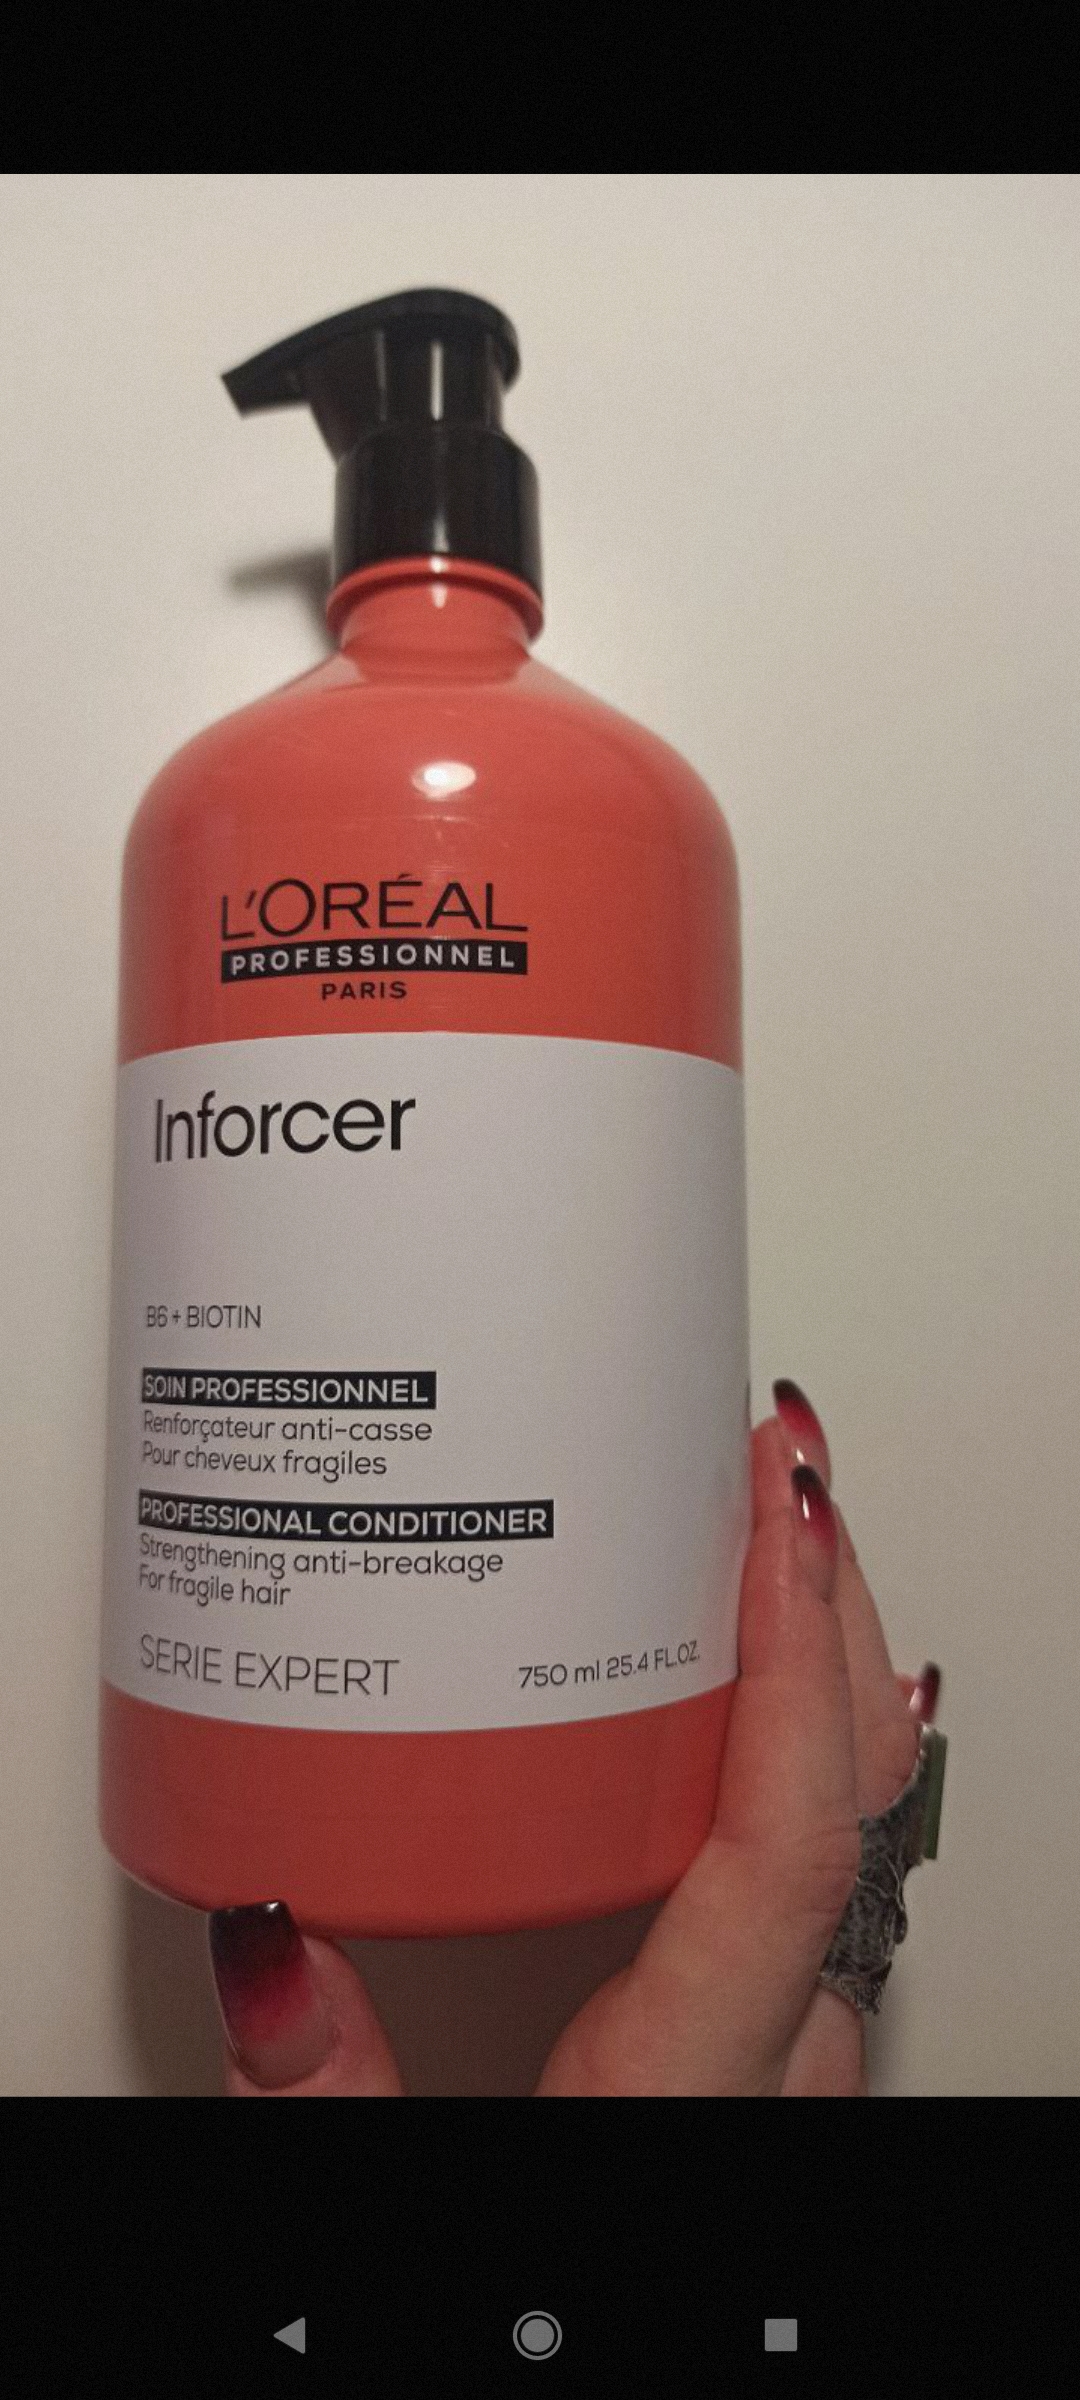 L'ORÉAL
PROFESSIONNEL
PARIS
Inforcer
B6 + BIOTIN
SOIN PROFESSIONNEL
Renforçateur anti-casse
Pour cheveux fragiles
PROFESSIONAL CONDITIONER
Strengthening anti-breakage
For fragile hair
SERIE EXPERT
750 ml 25.4 FL.OZ.